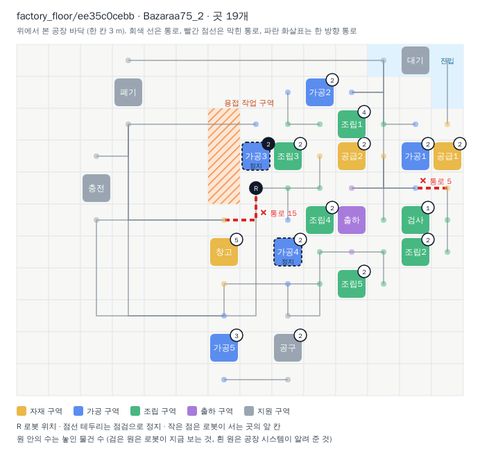 factory_floor/ee35c0cebb · Bazaraa75_2 · 곳 19개
위에서 본 공장 바닥 (한 칸 3 m). 회색 선은 통로, 빨간 점선은 막힌 통로, 파란 화살표는 한 방향 통로
대기
진입
폐기
가공2 2
용접 작업 구역
조립1 4
가공3 2
정지
조립3 2
공급2 2
가공1 2
공급1 2
충전
R
✕ 통로 5
✕ 통로 15
조립4 2
출하
검사 1
창고 5
가공4 2
정지
조립2 2
조립5 2
가공5 3
공구 2
자재 구역
가공 구역
조립 구역
출하 구역
지원 구역
R 로봇 위치 · 점선 테두리는 점검으로 정지 · 작은 점은 로봇이 서는 곳의 앞 칸
원 안의 수는 놓인 물건 수 (검은 원은 로봇이 지금 보는 것, 흰 원은 공장 시스템이 알려 준 것)